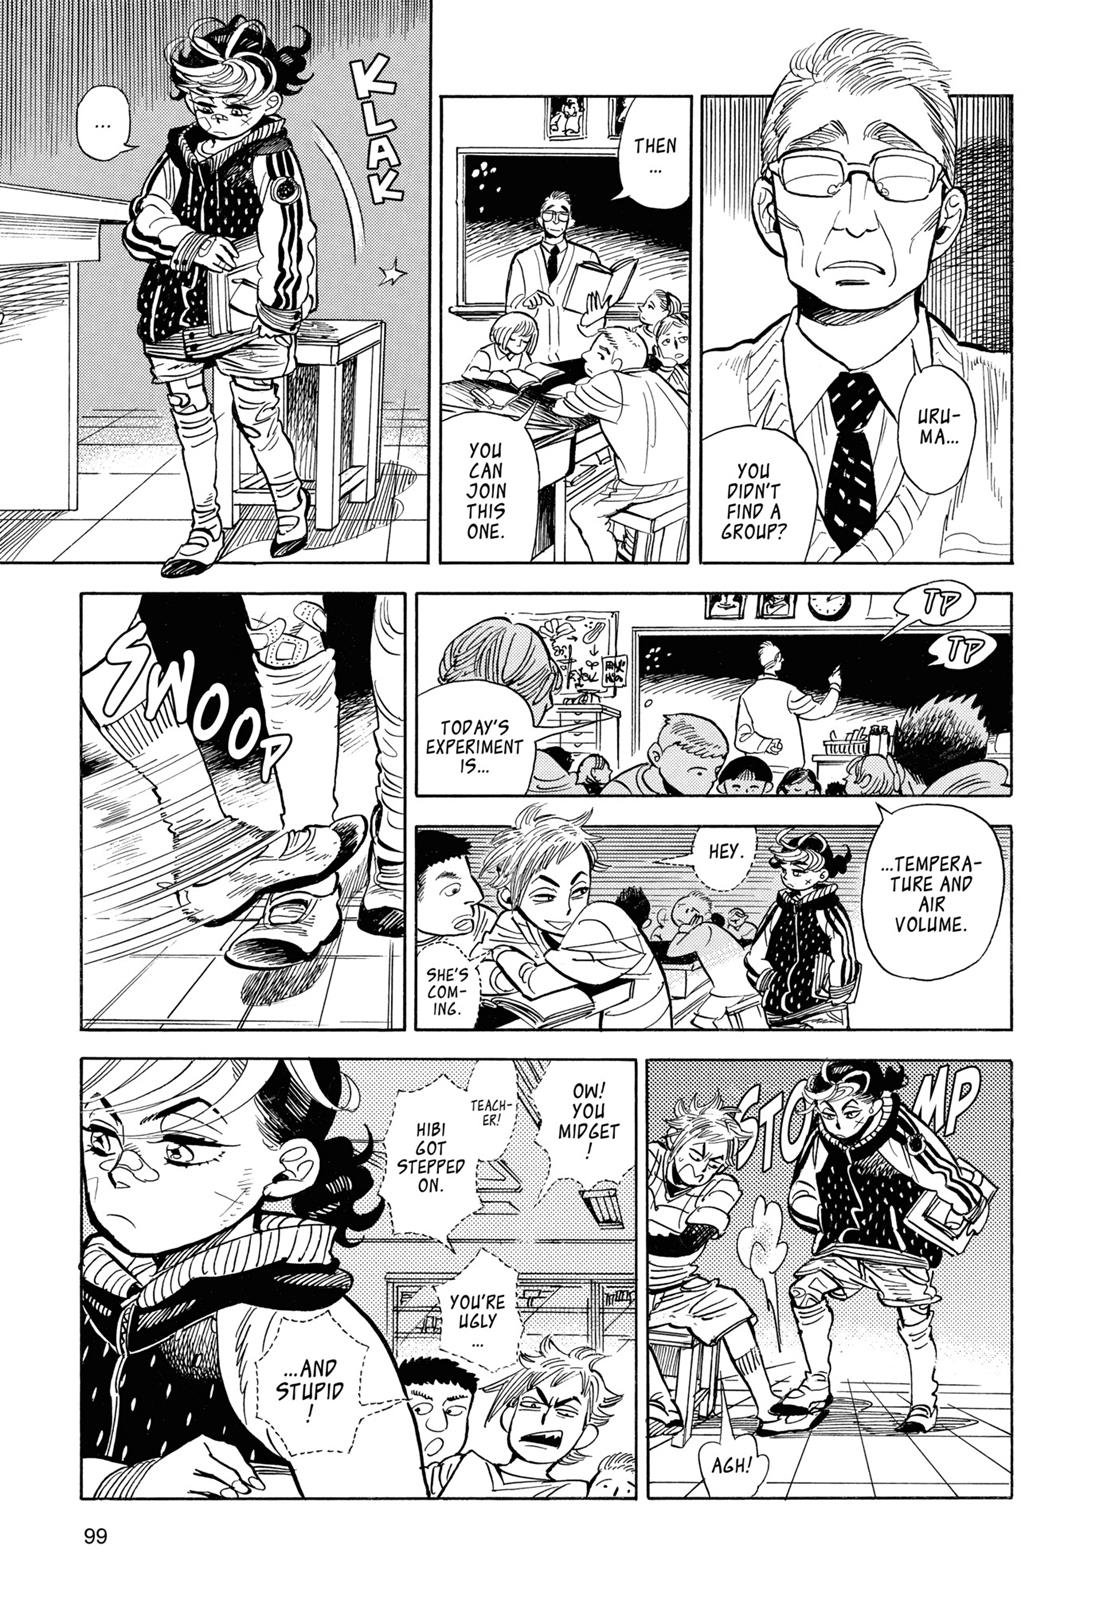 URU-
MA...
YOU
DIDN'T
FIND A
GROUP?
THEN
...
YOU
CAN
JOIN
THIS
ONE.
KLAK
...
TP
TP
TODAY'S
EXPERIMENT
IS...
...TEMPERA-
TURE AND
AIR
VOLUME.
HEY.
SHE'S
COM-
ING.
SWOOP
STOMP
AGH!
OW!
YOU
MIDGET
!
TEACH-
ER!
HIBI
GOT
STEPPED
ON.
YOU'RE
UGLY
...
...AND
STUPID
!
99